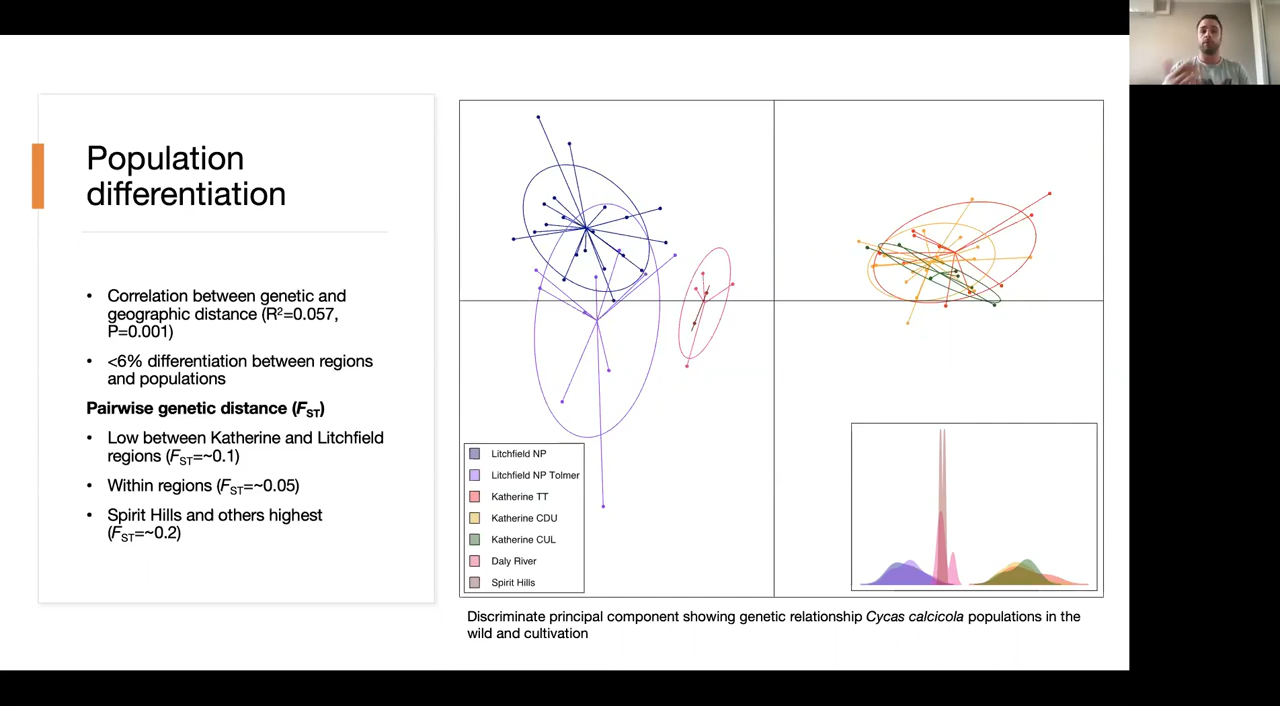 Population
differentiation
• Correlation between genetic and
geographic distance (R²=0.057,
P=0.001)
• <6% differentiation between regions
and populations
Pairwise genetic distance (FST)
• Low between Katherine and Litchfield
regions (FST=~0.1)
• Within regions (FST=~0.05)
• Spirit Hills and others highest
(FST=~0.2)
Litchfield NP
Litchfield NP Tolmer
Katherine TT
Katherine CDU
Katherine CUL
Daly River
Spirit Hills
Discriminate principal component showing genetic relationship Cycas calcicola populations in the
wild and cultivation